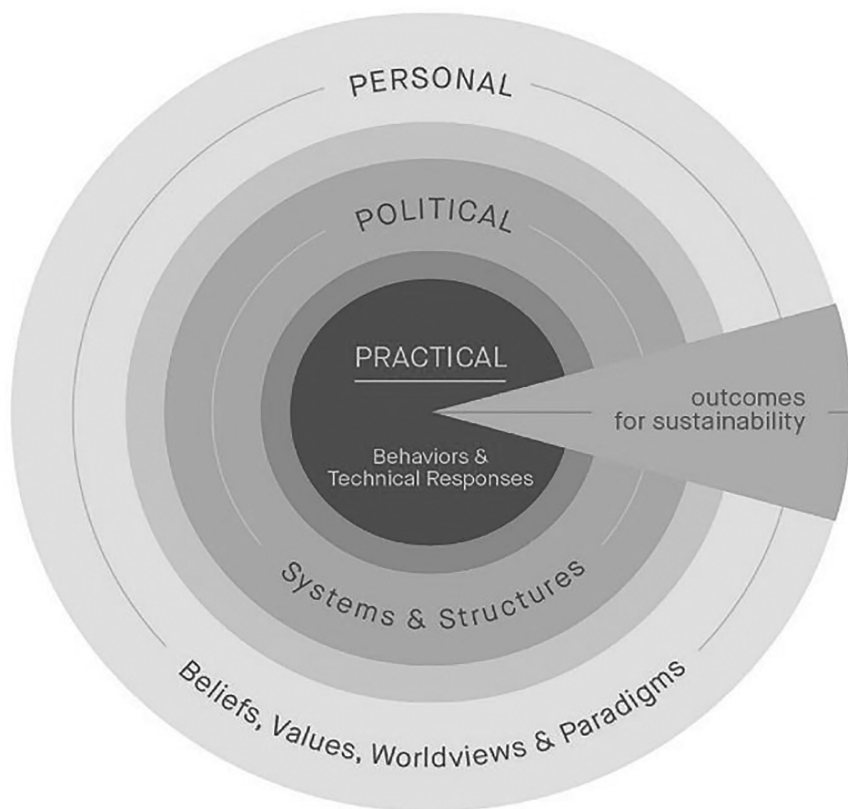 PERSONAL
POLITICAL
PRACTICAL
outcomes
for sustainability
Behaviors &
Technical Responses
Systems & Structures
Beliefs, Values, Worldviews & Paradigms